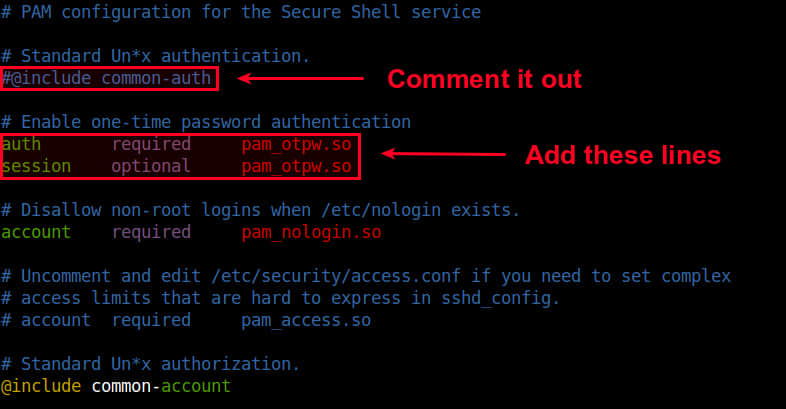 # PAM configuration for the Secure Shell service
# Standard Un*x authentication.
#@include common-auth
Comment it out
# Enable one-time password authentication
auth required pam_otpw.so
session optional pam_otpw.so
Add these lines
# Disallow non-root logins when /etc/nologin exists.
account required pam_nologin.so
# Uncomment and edit /etc/security/access.conf if you need to set complex
# access limits that are hard to express in sshd_config.
# account required pam_access.so
# Standard Un*x authorization.
@include common-account